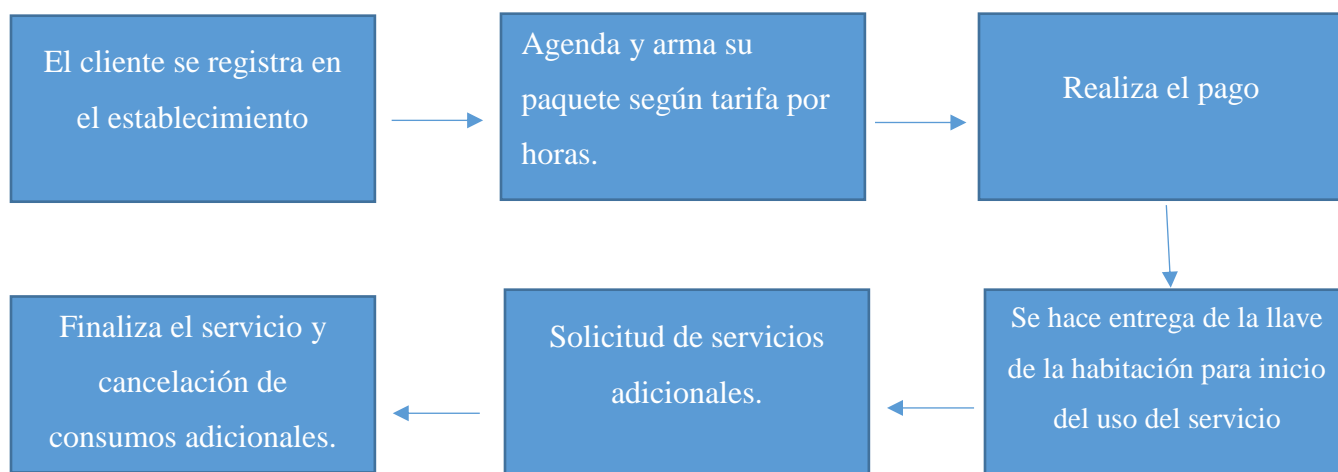 El cliente se registra en
el establecimiento
Agenda y arma su
paquete según tarifa por
horas.
Realiza el pago
Se hace entrega de la llave
de la habitación para inicio
del uso del servicio
Solicitud de servicios
adicionales.
Finaliza el servicio y
cancelación de
consumos adicionales.